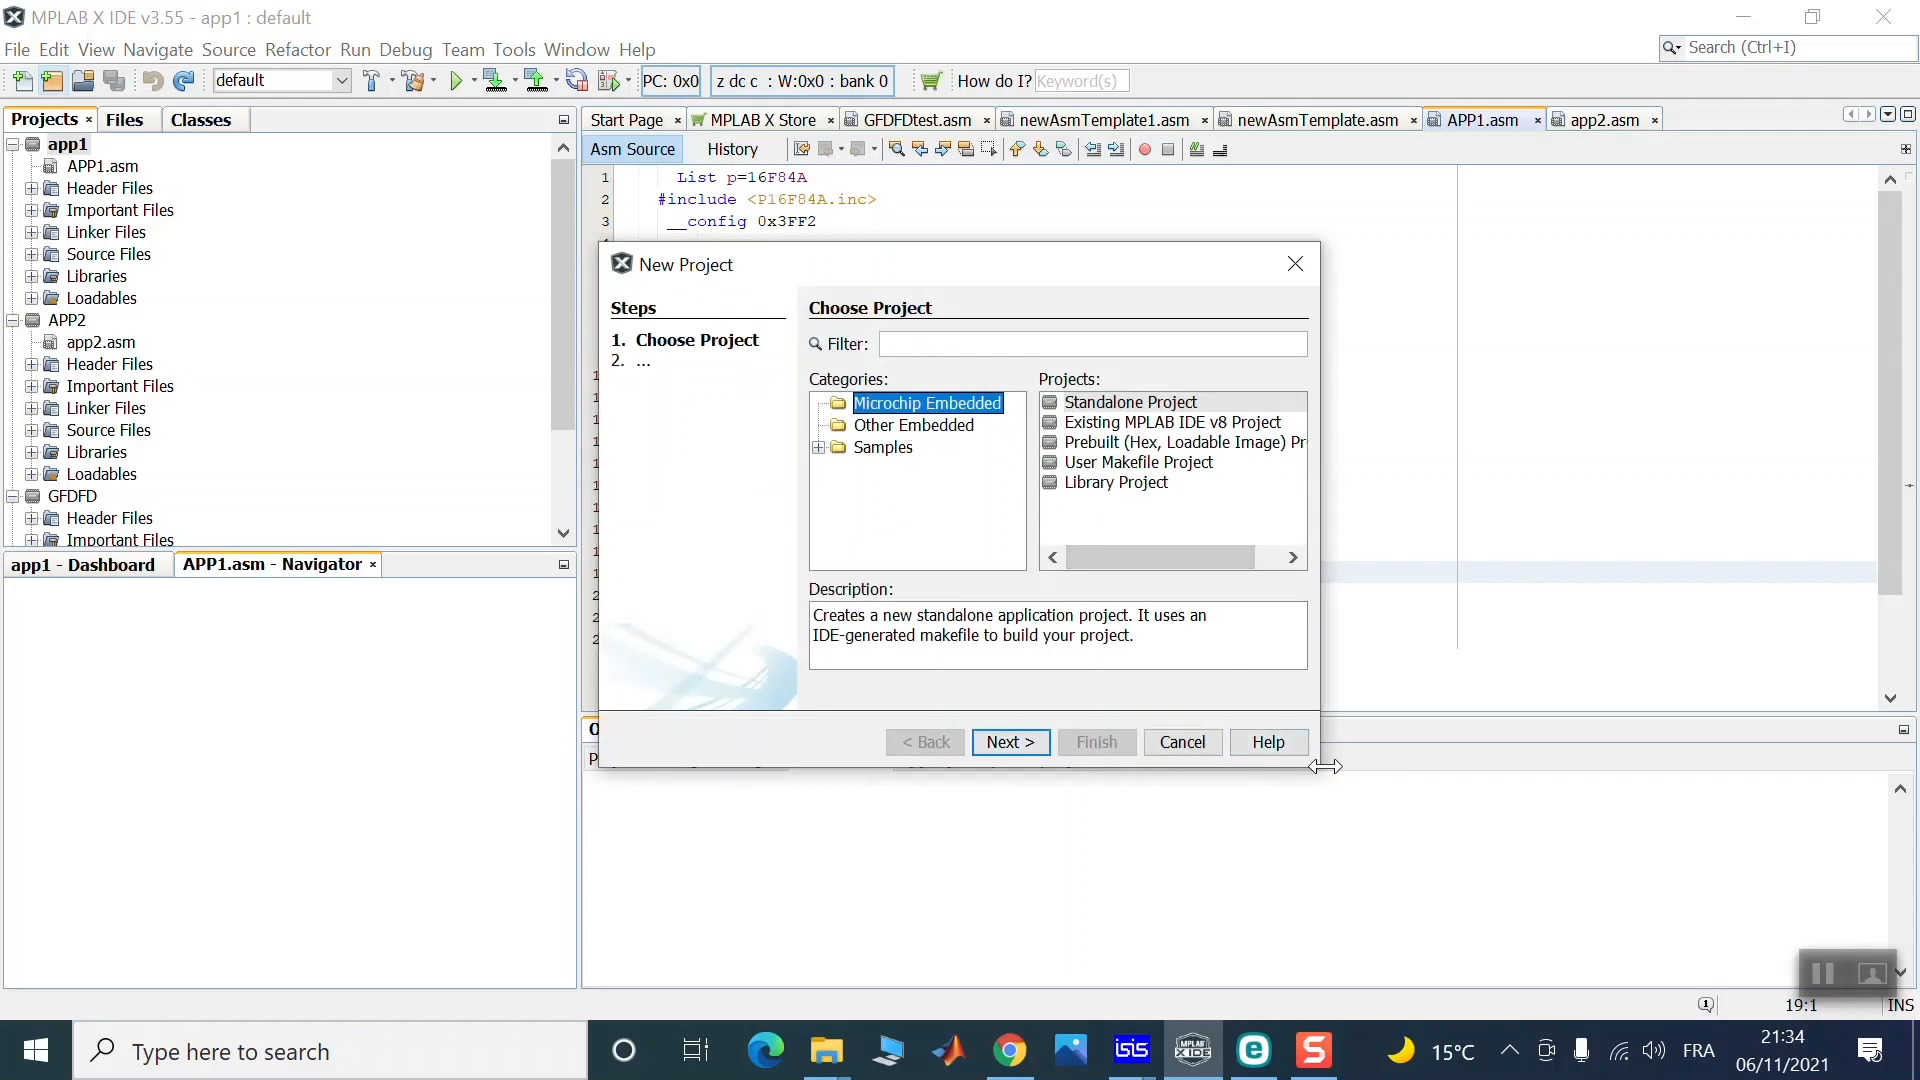 MPLAB X IDE v3.55 - app1 : default
File Edit View Navigate Source Refactor Run Debug Team Tools Window Help
Search (Ctrl+I)
default
PC: 0x0
z dc c : W:0x0 : bank 0
How do I?
Keyword(s)
Projects
Files
Classes
Start Page
MPLAB X Store
GFDFDtest.asm
newAsmTemplate1.asm
newAsmTemplate.asm
APP1.asm
app2.asm
app1
APP1.asm
Header Files
Important Files
Linker Files
Source Files
Libraries
Loadables
APP2
app2.asm
Header Files
Important Files
Linker Files
Source Files
Libraries
Loadables
GFDFD
Header Files
Important Files
Asm Source
History
1 List p=16F84A
2 #include <P16F84A.inc>
3 __config 0x3FF2
New Project
Steps
1. Choose Project
2. ...
Choose Project
Filter:
Categories:
Microchip Embedded
Other Embedded
Samples
Projects:
Standalone Project
Existing MPLAB IDE v8 Project
Prebuilt (Hex, Loadable Image) Pr
User Makefile Project
Library Project
Description:
Creates a new standalone application project. It uses an
IDE-generated makefile to build your project.
< Back
Next >
Finish
Cancel
Help
app1 - Dashboard
APP1.asm - Navigator
19:1
INS
Type here to search
isis
MPLAB
X IDE
15°C
FRA
21:34
06/11/2021